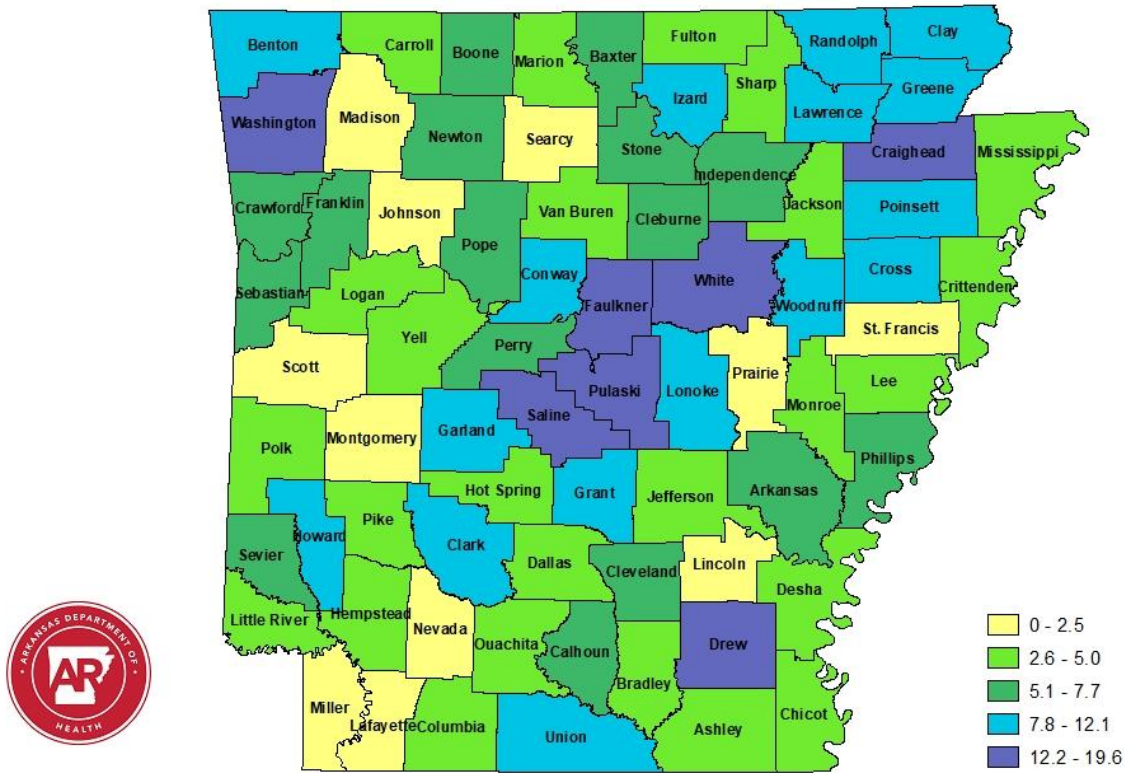 Benton
Carroll
Boone
Marion
Baxter
Fulton
Randolph
Clay
Sharp
Izard
Lawrence
Greene
Washington
Madison
Newton
Searcy
Stone
Independence
Jackson
Craighead
Mississippi
Crawford
Franklin
Johnson
Pope
Van Buren
Cleburne
Poinsett
Sebastian
Logan
Conway
Faulkner
White
Woodruff
Cross
Crittenden
Yell
Perry
Scott
Pulaski
Lonoke
Prairie
St. Francis
Lee
Monroe
Saline
Montgomery
Garland
Polk
Phillips
Hot Spring
Grant
Jefferson
Arkansas
Pike
Howard
Clark
Sevier
Dallas
Cleveland
Lincoln
Desha
Little River
Hempstead
Nevada
Ouachita
Calhoun
Drew
Bradley
Miller
Lafayette
Columbia
Union
Ashley
Chicot
ARKANSAS DEPARTMENT OF
AR
HEALTH
0 - 2.5
2.6 - 5.0
5.1 - 7.7
7.8 - 12.1
12.2 - 19.6